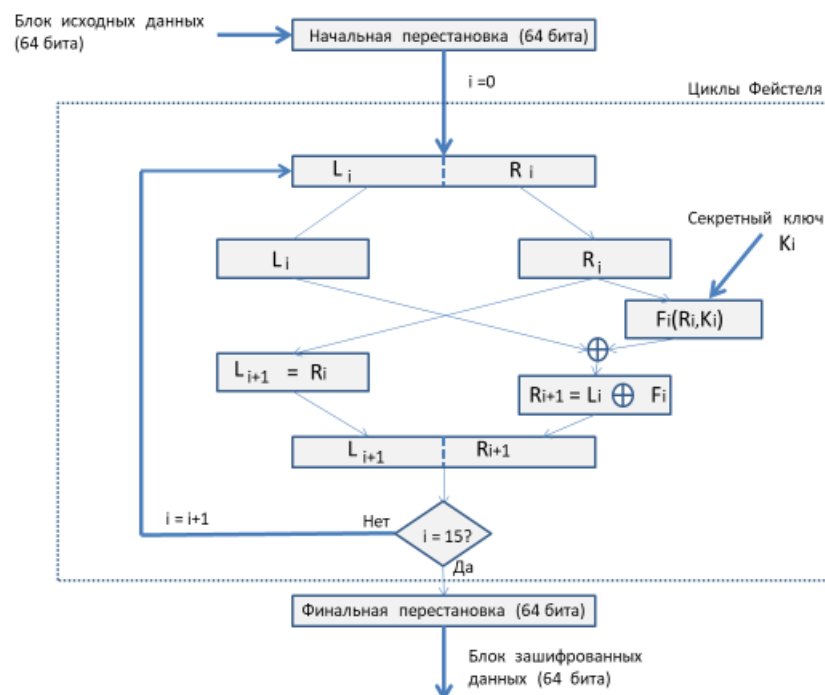 Блок исходных данных
(64 бита)
Начальная перестановка (64 бита)
i =0
Циклы Фейстеля
L i
R i
Секретный ключ
Ki
L i
R i
Fi(Ri,Ki)
⊕
L i+1 = Ri
Ri+1 = Li ⊕ Fi
L i+1
Ri+1
i = i+1
Нет
i = 15?
Да
Финальная перестановка (64 бита)
Блок зашифрованных
данных (64 бита)